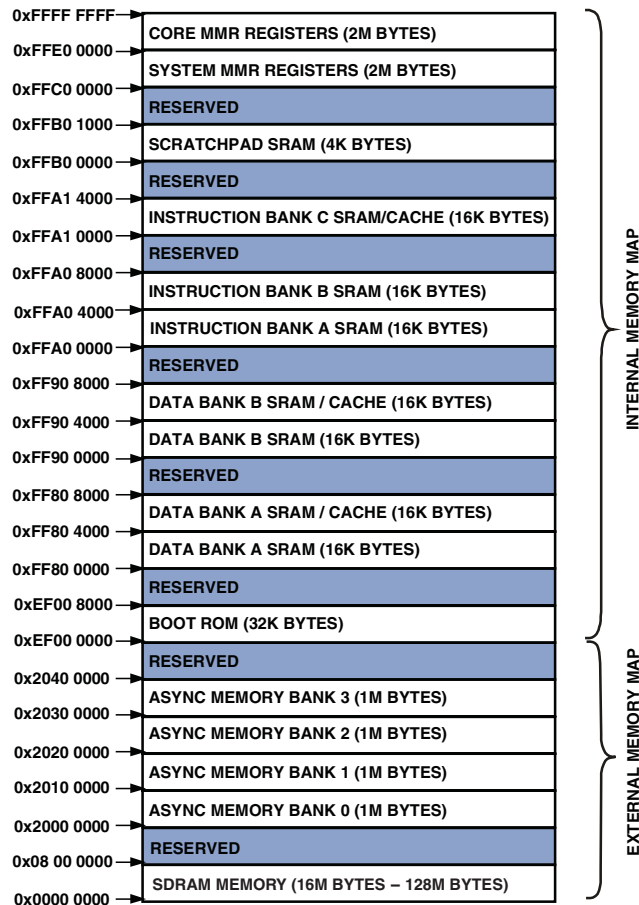 0xFFFF FFFF
CORE MMR REGISTERS (2M BYTES)
0xFFE0 0000
SYSTEM MMR REGISTERS (2M BYTES)
0xFFC0 0000
RESERVED
0xFFB0 1000
SCRATCHPAD SRAM (4K BYTES)
0xFFB0 0000
RESERVED
0xFFA1 4000
INSTRUCTION BANK C SRAM/CACHE (16K BYTES)
0xFFA1 0000
RESERVED
0xFFA0 8000
INSTRUCTION BANK B SRAM (16K BYTES)
0xFFA0 4000
INSTRUCTION BANK A SRAM (16K BYTES)
0xFFA0 0000
RESERVED
0xFF90 8000
DATA BANK B SRAM / CACHE (16K BYTES)
0xFF90 4000
DATA BANK B SRAM (16K BYTES)
0xFF90 0000
RESERVED
0xFF80 8000
DATA BANK A SRAM / CACHE (16K BYTES)
0xFF80 4000
DATA BANK A SRAM (16K BYTES)
0xFF80 0000
RESERVED
0xEF00 8000
BOOT ROM (32K BYTES)
0xEF00 0000
RESERVED
0x2040 0000
ASYNC MEMORY BANK 3 (1M BYTES)
0x2030 0000
ASYNC MEMORY BANK 2 (1M BYTES)
0x2020 0000
ASYNC MEMORY BANK 1 (1M BYTES)
0x2010 0000
ASYNC MEMORY BANK 0 (1M BYTES)
0x2000 0000
RESERVED
0x08 00 0000
SDRAM MEMORY (16M BYTES – 128M BYTES)
0x0000 0000
INTERNAL MEMORY MAP
EXTERNAL MEMORY MAP